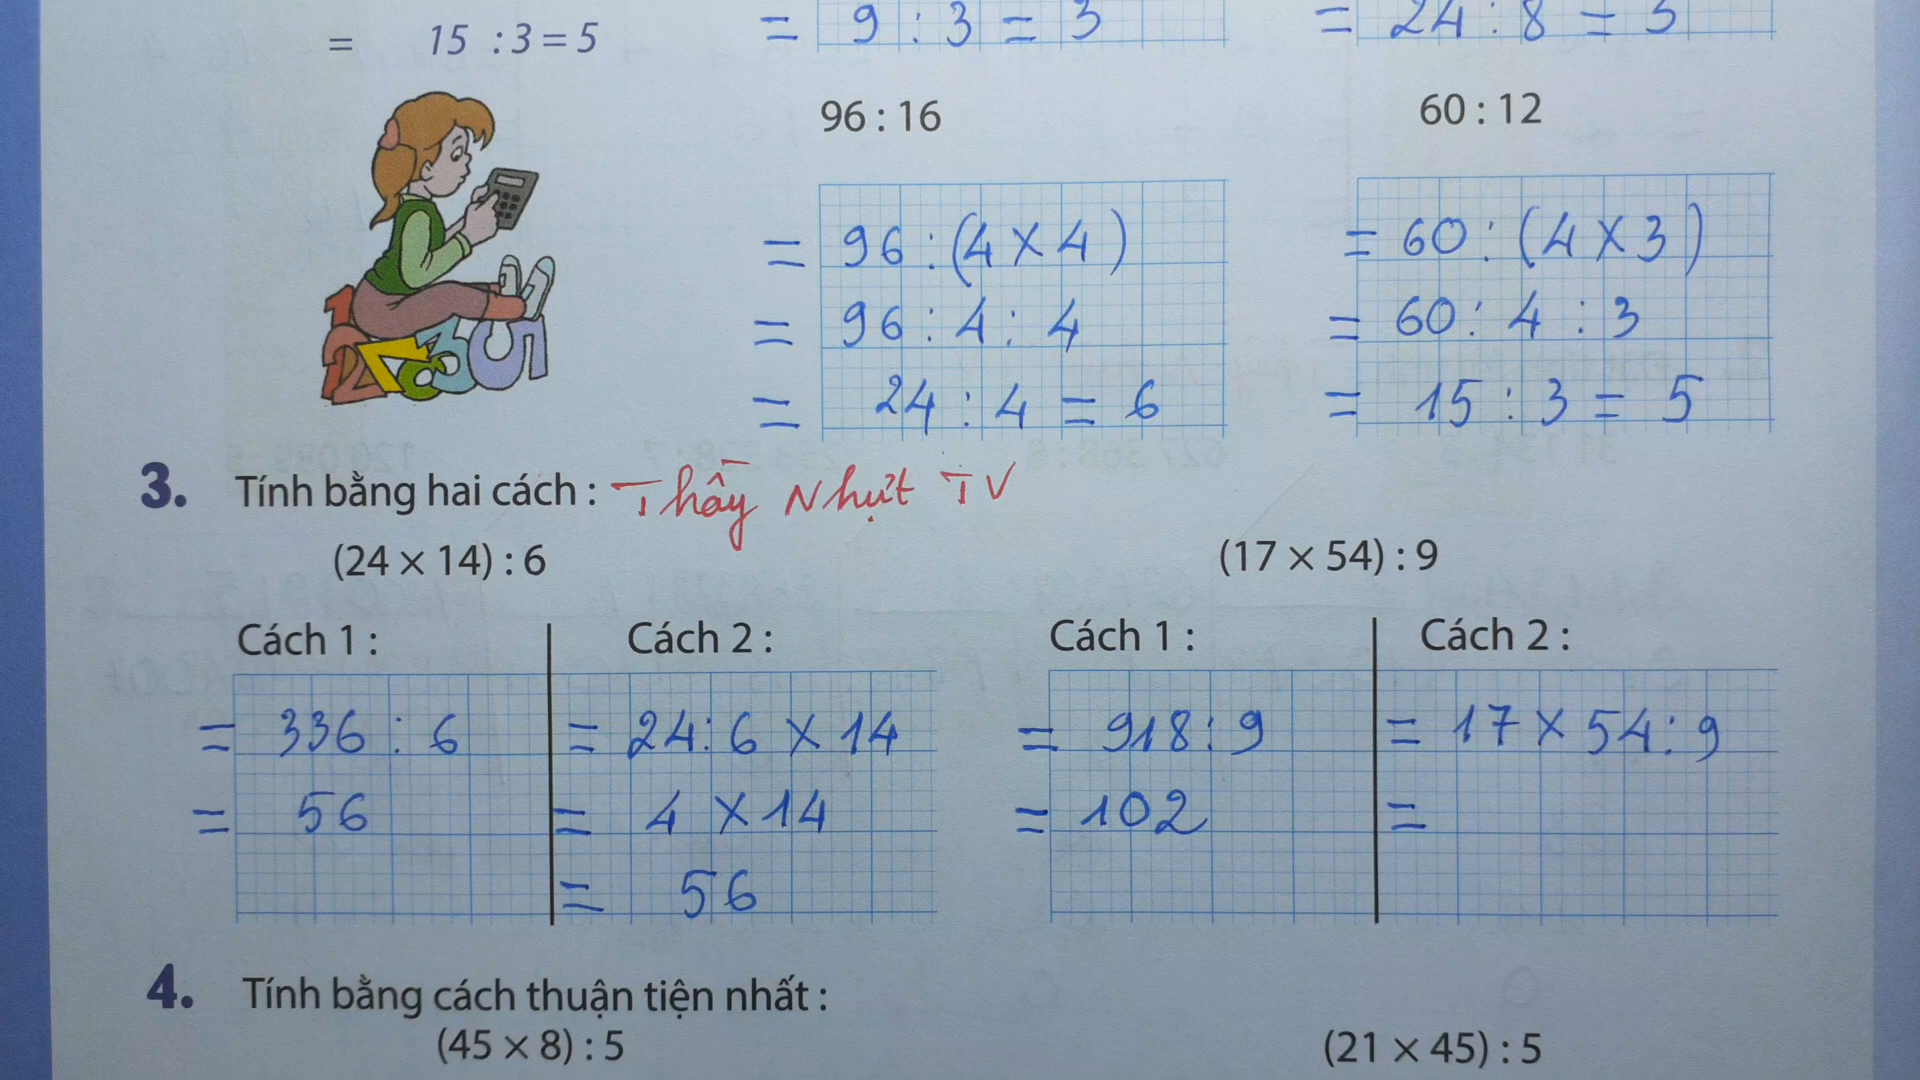 = 15 : 3 = 5
= 9 : 3 = 3
= 24 : 8 = 3
96 : 16
= 96 : (4 × 4)
= 96 : 4 : 4
= 24 : 4 = 6
60 : 12
= 60 : (4 × 3)
= 60 : 4 : 3
= 15 : 3 = 5
3. Tính bằng hai cách : Thầy Nhựt TV
(24 × 14) : 6
Cách 1 :
= 336 : 6
= 56
Cách 2 :
= 24 : 6 × 14
= 4 × 14
= 56
(17 × 54) : 9
Cách 1 :
= 918 : 9
= 102
Cách 2 :
= 17 × 54 : 9
=
4. Tính bằng cách thuận tiện nhất :
(45 × 8) : 5
(21 × 45) : 5